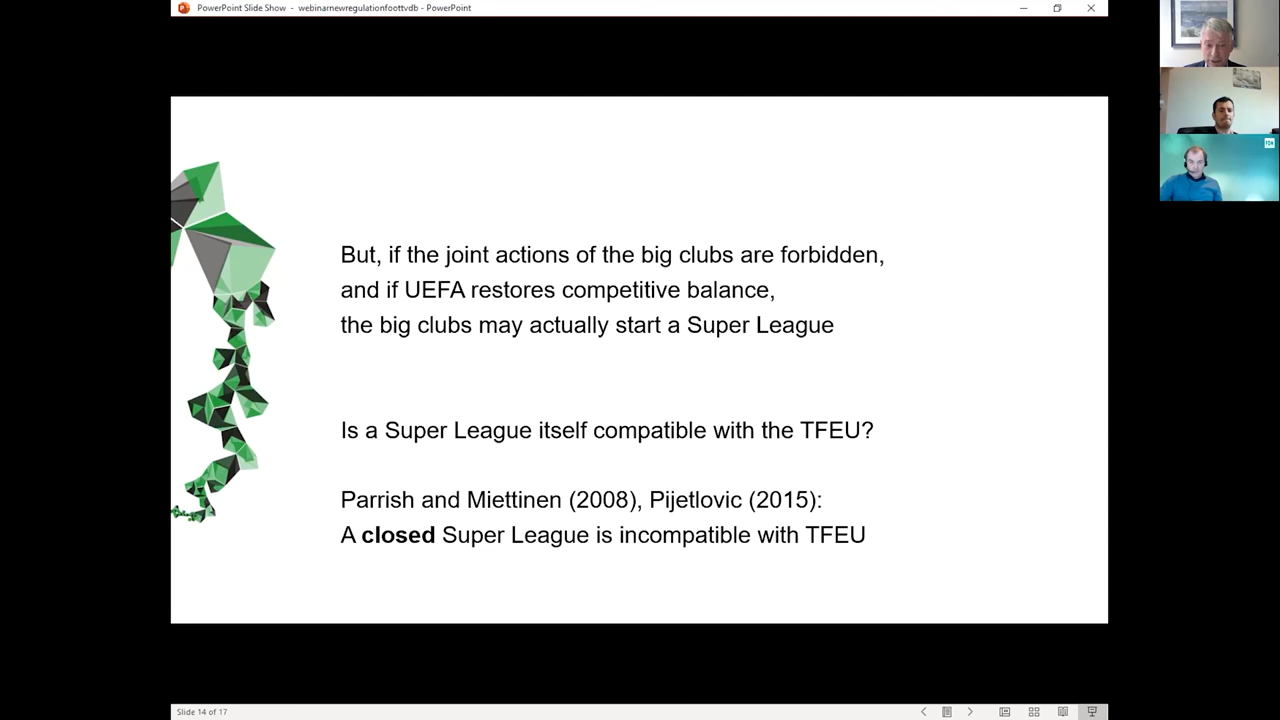 PowerPoint Slide Show - webinarnewregulationfoottvdb - PowerPoint
But, if the joint actions of the big clubs are forbidden,
and if UEFA restores competitive balance,
the big clubs may actually start a Super League
Is a Super League itself compatible with the TFEU?
Parrish and Miettinen (2008), Pijetlovic (2015):
A closed Super League is incompatible with TFEU
Slide 14 of 17